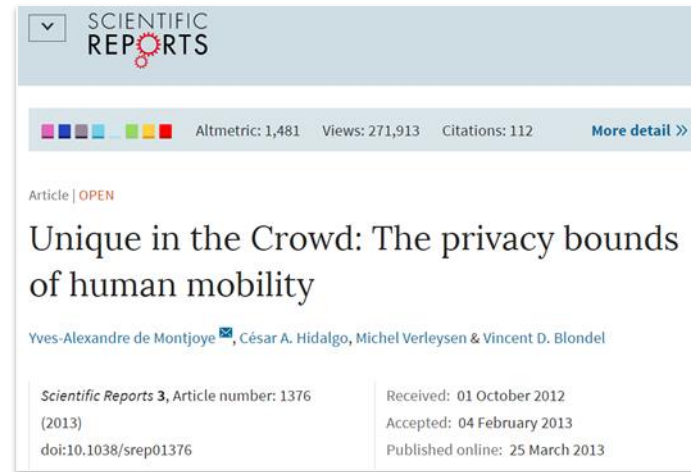 SCIENTIFIC
REPORTS
Altmetric: 1,481 Views: 271,913 Citations: 112 More detail »
Article | OPEN
Unique in the Crowd: The privacy bounds
of human mobility
Yves-Alexandre de Montjoye, César A. Hidalgo, Michel Verleysen & Vincent D. Blondel
Scientific Reports 3, Article number: 1376
(2013)
doi:10.1038/srep01376
Received: 01 October 2012
Accepted: 04 February 2013
Published online: 25 March 2013